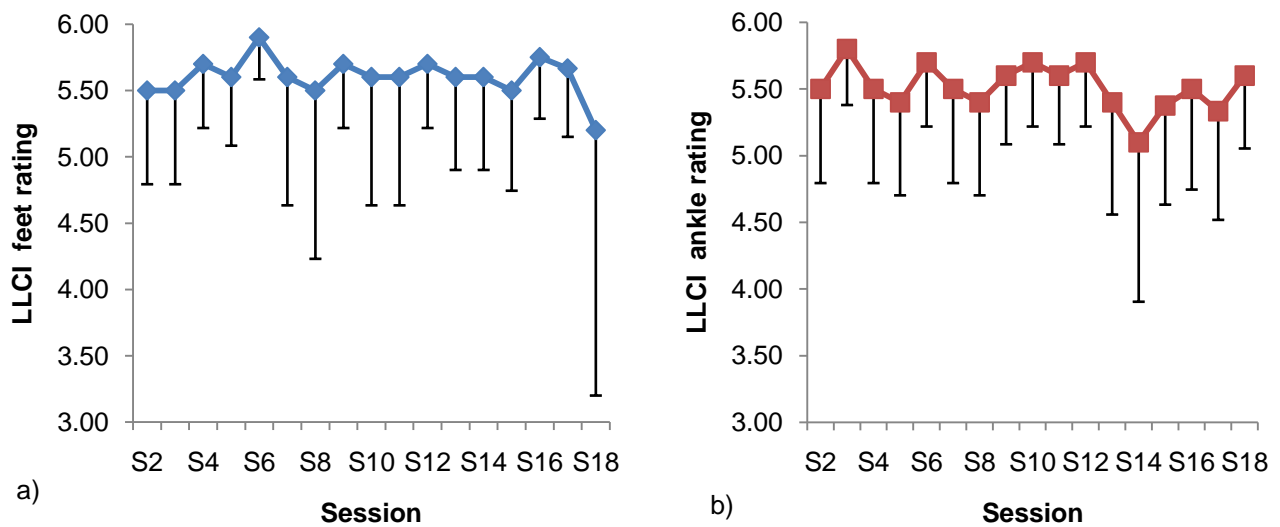 6.00
5.50
5.00
4.50
4.00
3.50
3.00
LLCI feet rating
S2 S4 S6 S8 S10 S12 S14 S16 S18
Session
a)
6.00
5.50
5.00
4.50
4.00
3.50
3.00
LLCI ankle rating
S2 S4 S6 S8 S10 S12 S14 S16 S18
Session
b)